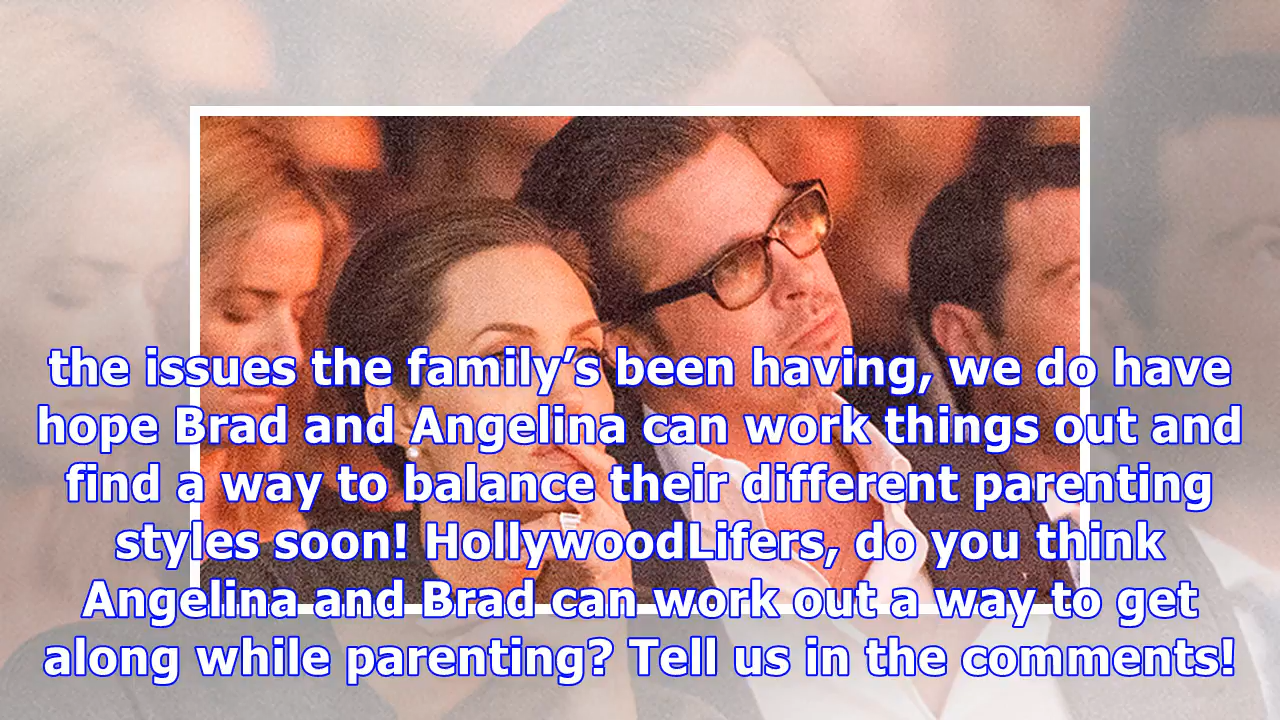 the issues the family’s been having, we do have
hope Brad and Angelina can work things out and
find a way to balance their different parenting
styles soon! HollywoodLifers, do you think
Angelina and Brad can work out a way to get
along while parenting? Tell us in the comments!